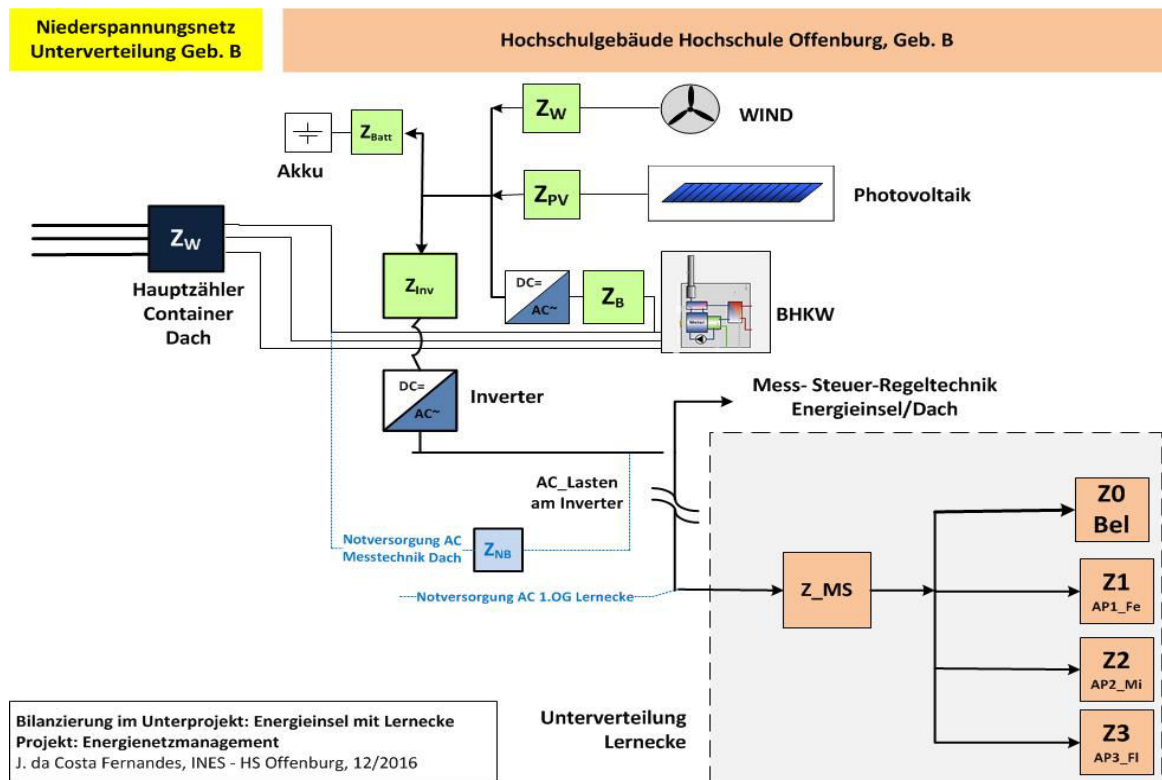 Niederspannungsnetz
Unterverteilung Geb. B
Hochschulgebäude Hochschule Offenburg, Geb. B
Z_W
WIND
Z_Batt
Akku
Z_PV
Photovoltaik
Z_W
Hauptzähler
Container
Dach
Z_Inv
DC=
AC~
Z_B
BHKW
DC=
AC~
Inverter
Mess- Steuer-Regeltechnik
Energieinsel/Dach
AC_Lasten
am Inverter
Notversorgung AC
Messtechnik Dach
Z_NB
Notversorgung AC 1.OG Lernecke
Z_MS
Z0
Bel
Z1
AP1_Fe
Z2
AP2_Mi
Z3
AP3_Fl
Unterverteilung
Lernecke
Bilanzierung im Unterprojekt: Energieinsel mit Lernecke
Projekt: Energienetzmanagement
J. da Costa Fernandes, INES - HS Offenburg, 12/2016